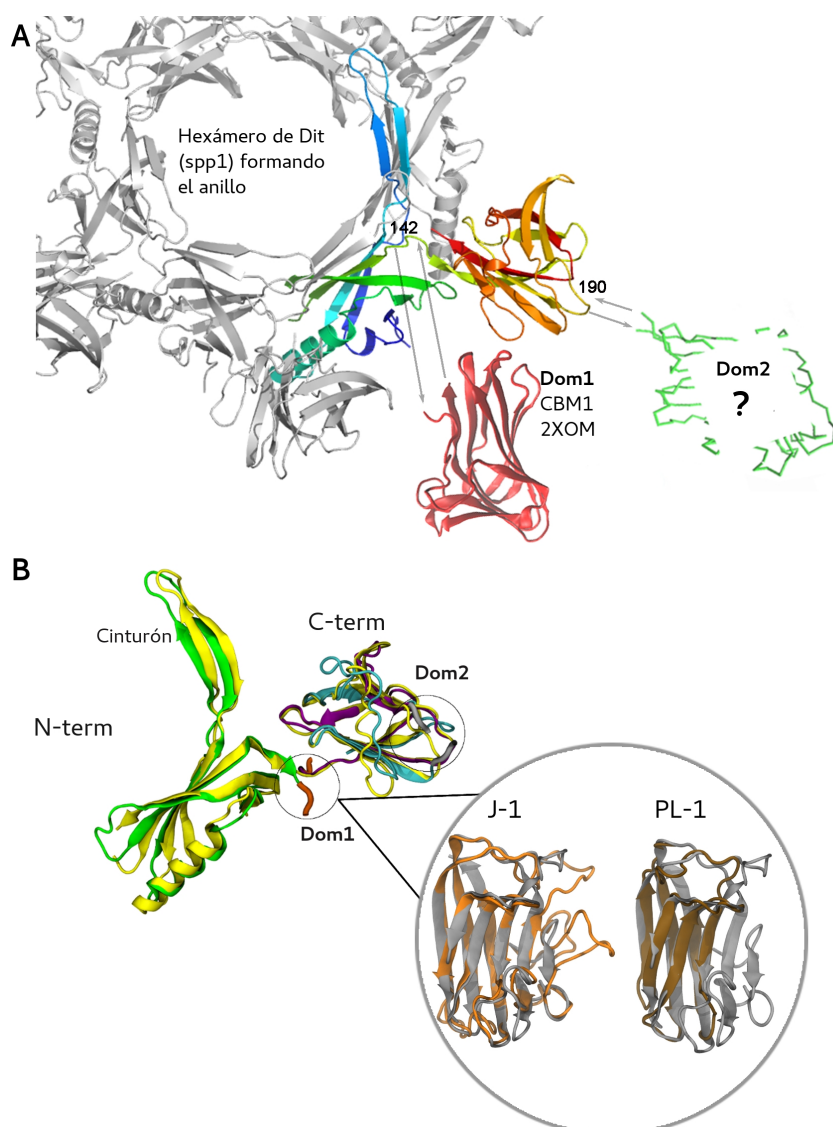 A
Hexámero de Dit
(spp1) formando
el anillo
142
190
Dom1
CBM1
2XOM
Dom2
?
B
Cinturón
C-term
Dom2
N-term
Dom1
J-1
PL-1